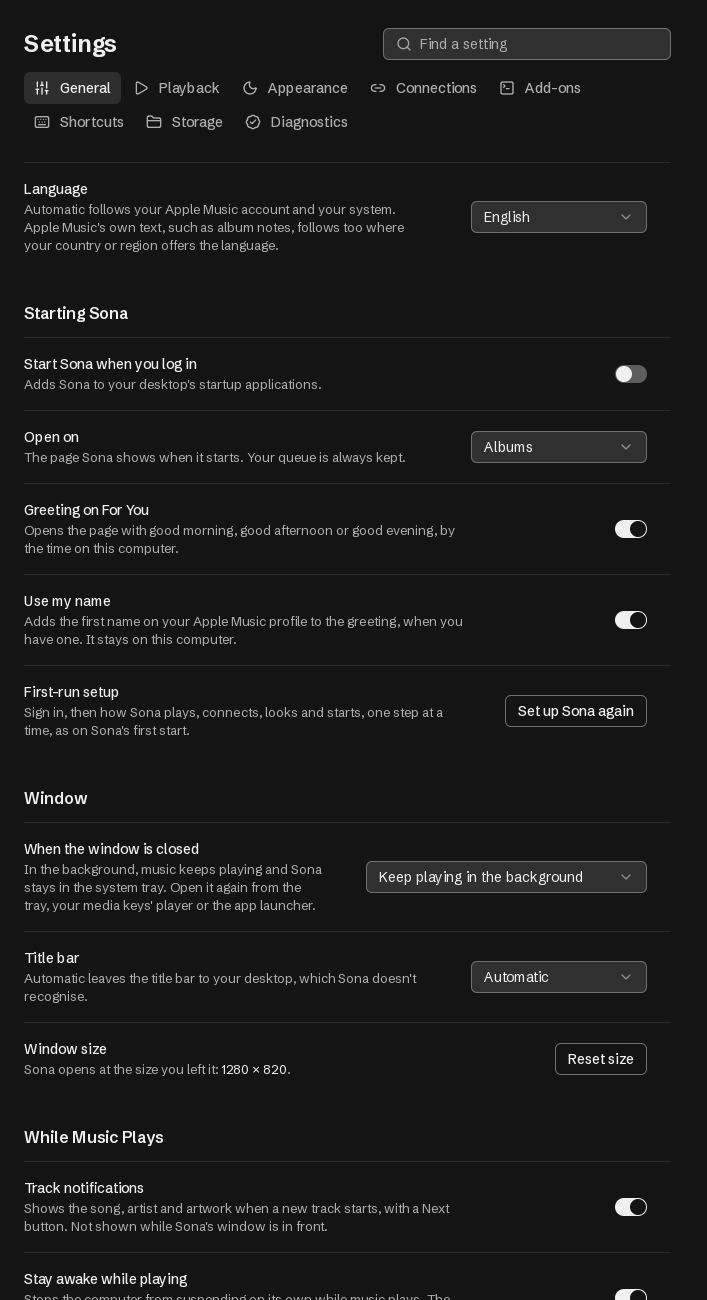 Settings
Find a setting
General
Playback
Appearance
Connections
Add-ons
Shortcuts
Storage
Diagnostics
Language
Automatic follows your Apple Music account and your system.
Apple Music's own text, such as album notes, follows too where
your country or region offers the language.
English
Starting Sona
Start Sona when you log in
Adds Sona to your desktop's startup applications.
Open on
The page Sona shows when it starts. Your queue is always kept.
Albums
Greeting on For You
Opens the page with good morning, good afternoon or good evening, by
the time on this computer.
Use my name
Adds the first name on your Apple Music profile to the greeting, when you
have one. It stays on this computer.
First-run setup
Sign in, then how Sona plays, connects, looks and starts, one step at a
time, as on Sona's first start.
Set up Sona again
Window
When the window is closed
In the background, music keeps playing and Sona
stays in the system tray. Open it again from the
tray, your media keys' player or the app launcher.
Keep playing in the background
Title bar
Automatic leaves the title bar to your desktop, which Sona doesn't
recognise.
Automatic
Window size
Sona opens at the size you left it: 1280 × 820.
Reset size
While Music Plays
Track notifications
Shows the song, artist and artwork when a new track starts, with a Next
button. Not shown while Sona's window is in front.
Stay awake while playing
Stops the computer from suspending on its own while music plays. The